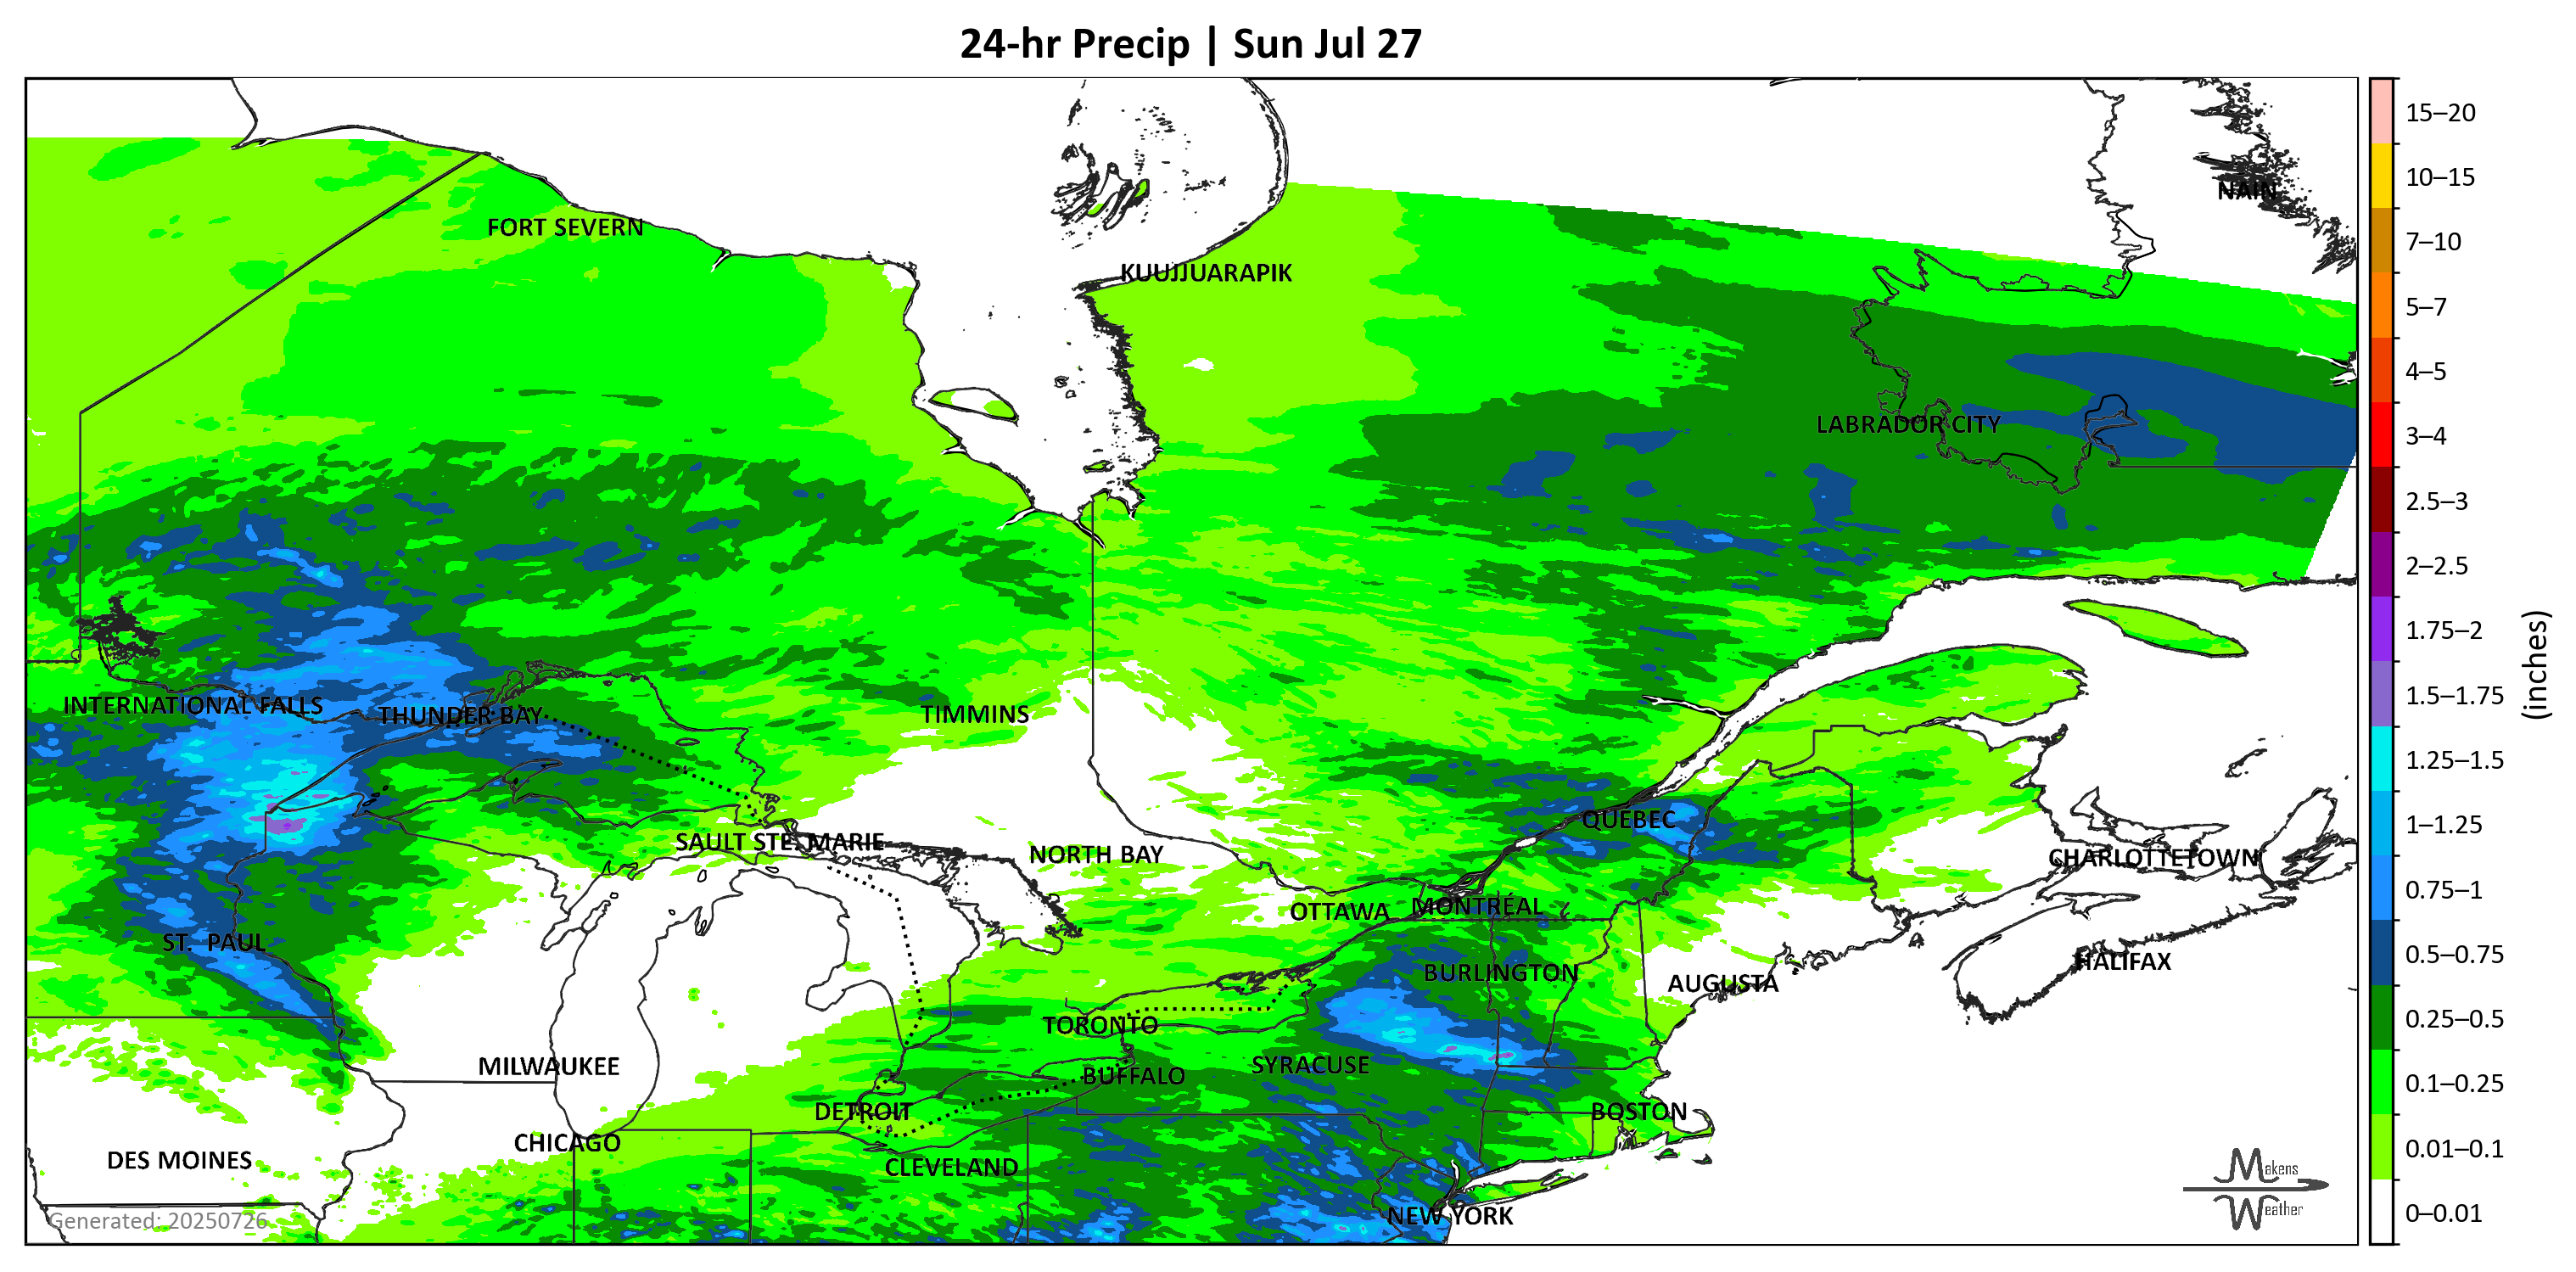 24-hr Precip | Sun Jul 27
15–20
10–15
NAIN
FORT SEVERN
7–10
KUUJJUARAPIK
5–7
4–5
LABRADOR CITY
3–4
2.5–3
2–2.5
1.75–2
(inches)
INTERNATIONAL FALLS
THUNDER BAY
TIMMINS
1.5–1.75
1.25–1.5
QUEBEC
1–1.25
SAULT STE. MARIE
NORTH BAY
CHARLOTTETOWN
0.75–1
OTTAWA
MONTRÉAL
ST. PAUL
0.5–0.75
HALIFAX
BURLINGTON
AUGUSTA
TORONTO
0.25–0.5
MILWAUKEE
SYRACUSE
BUFFALO
0.1–0.25
DETROIT
BOSTON
CHICAGO
0.01–0.1
DES MOINES
CLEVELAND
Makens
Weather
NEW YORK
0–0.01
Generated: 20250726